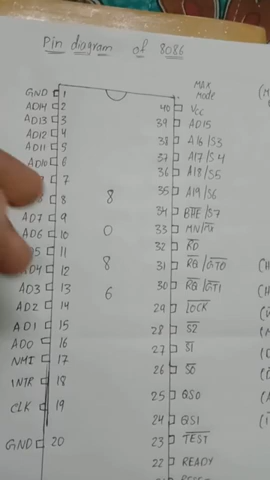 Pin diagram of 8086
MAX
Mode
GND 1
40 Vcc
AD14 2
39 AD15
AD13 3
38 A16/S3
AD12 4
37 A17/S4
AD11 5
36 A18/S5
AD10 6
35 A19/S6
7
34 BHE/S7
8
33 MN/MX
AD7 9
32 RD
AD6 10
31 RQ/GT0
11
30 RQ/GT1
AD4 12
29 LOCK
AD3 13
28 S2
AD2 14
27 S1
AD1 15
26 S0
AD0 16
25 QS0
NMI 17
24 QS1
INTR 18
23 TEST
CLK 19
22 READY
GND 20
8
0
8
6